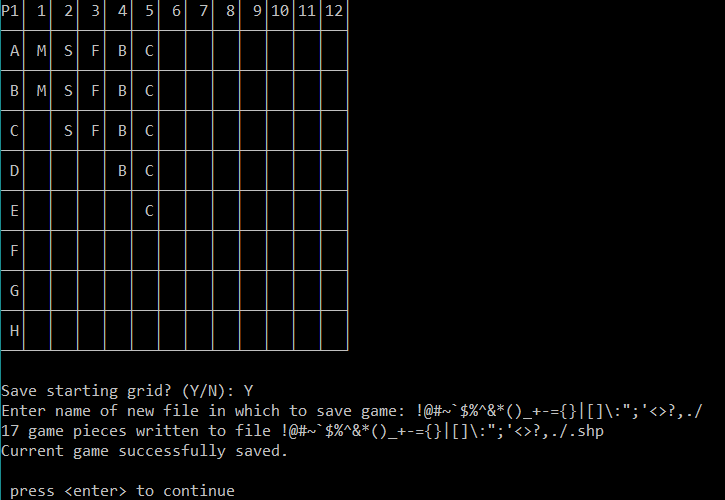 P1 1 2 3 4 5 6 7 8 9 10 11 12
A M S F B C
B M S F B C
C S F B C
D B C
E C
F
G
H
Save starting grid? (Y/N): Y
Enter name of new file in which to save game: !@#~`$%^&*()_+-={}|[]\:";'<>?,./
17 game pieces written to file !@#~`$%^&*()_+-={}|[]\:";'<>?,./.shp
Current game successfully saved.
press <enter> to continue